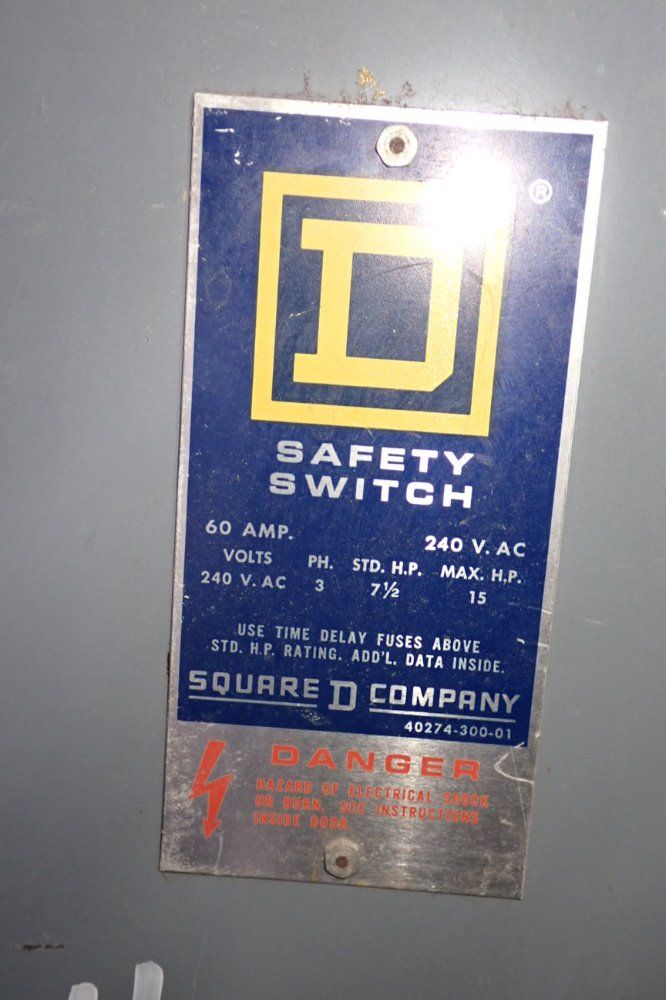 D ®
SAFETY
SWITCH
60 AMP. 240 V. AC
VOLTS PH. STD. H.P. MAX. H.P.
240 V. AC 3 7½ 15
USE TIME DELAY FUSES ABOVE
STD. H.P. RATING. ADD'L. DATA INSIDE.
SQUARE D COMPANY
40274-300-01
DANGER
HAZARD OF ELECTRICAL SHOCK
OR BURN. SEE INSTRUCTIONS
INSIDE DOOR.